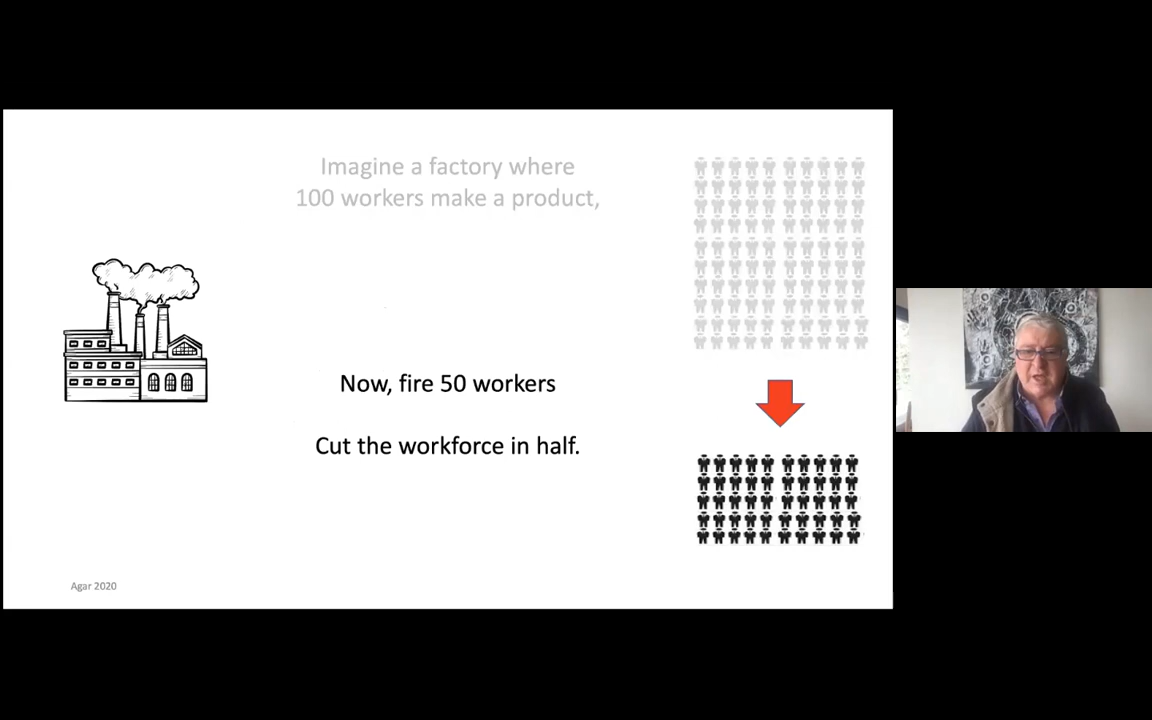 Imagine a factory where
100 workers make a product,
Now, fire 50 workers
Cut the workforce in half.
Agar 2020